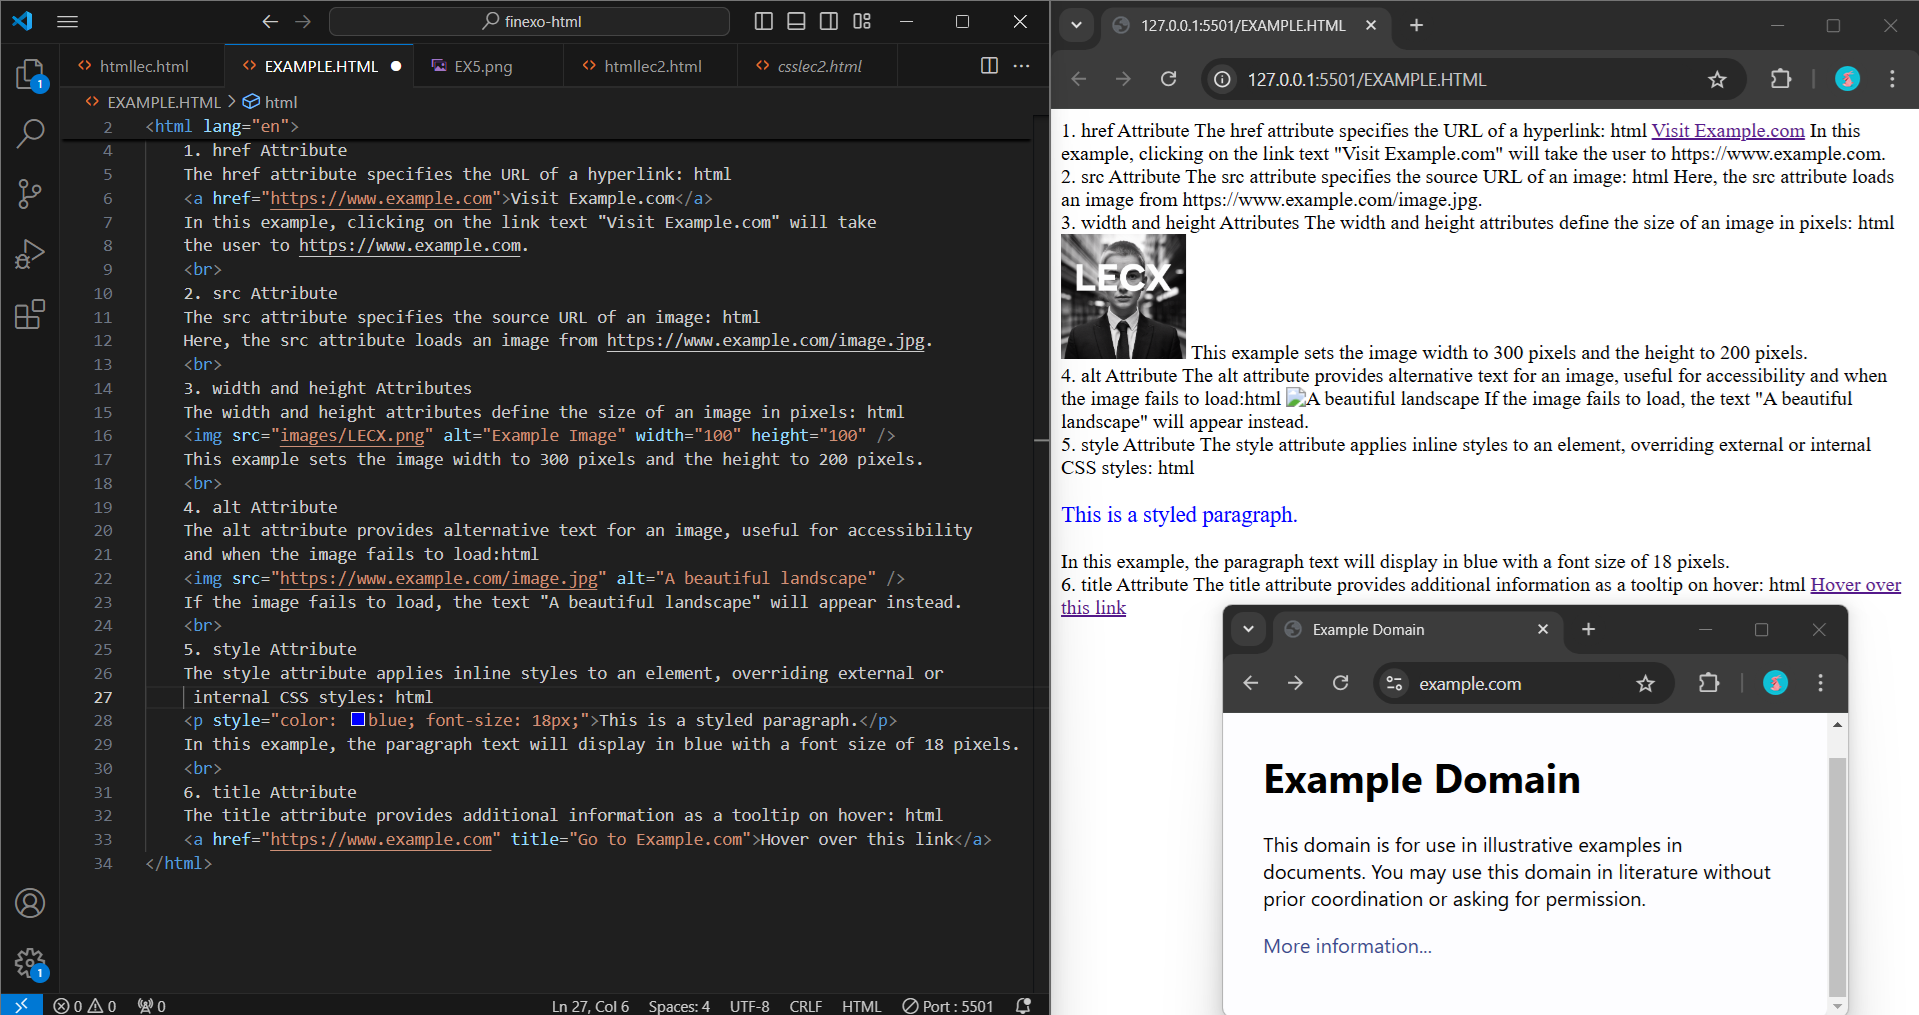 finexo-html
htmllec.html
EXAMPLE.HTML
EX5.png
htmllec2.html
csslec2.html
EXAMPLE.HTML > html
1
2 <html lang="en">
4 1. href Attribute
5 The href attribute specifies the URL of a hyperlink: html
6 <a href="https://www.example.com">Visit Example.com</a>
7 In this example, clicking on the link text "Visit Example.com" will take
8 the user to https://www.example.com.
9 <br>
10 2. src Attribute
11 The src attribute specifies the source URL of an image: html
12 Here, the src attribute loads an image from https://www.example.com/image.jpg.
13 <br>
14 3. width and height Attributes
15 The width and height attributes define the size of an image in pixels: html
16 <img src="images/LECX.png" alt="Example Image" width="100" height="100" />
17 This example sets the image width to 300 pixels and the height to 200 pixels.
18 <br>
19 4. alt Attribute
20 The alt attribute provides alternative text for an image, useful for accessibility
21 and when the image fails to load:html
22 <img src="https://www.example.com/image.jpg" alt="A beautiful landscape" />
23 If the image fails to load, the text "A beautiful landscape" will appear instead.
24 <br>
25 5. style Attribute
26 The style attribute applies inline styles to an element, overriding external or
27 internal CSS styles: html
28 <p style="color: blue; font-size: 18px;">This is a styled paragraph.</p>
29 In this example, the paragraph text will display in blue with a font size of 18 pixels.
30 <br>
31 6. title Attribute
32 The title attribute provides additional information as a tooltip on hover: html
33 <a href="https://www.example.com" title="Go to Example.com">Hover over this link</a>
34 </html>
1
0 0 0 Ln 27, Col 6 Spaces: 4 UTF-8 CRLF HTML Port : 5501
127.0.0.1:5501/EXAMPLE.HTML
127.0.0.1:5501/EXAMPLE.HTML
1. href Attribute The href attribute specifies the URL of a hyperlink: html Visit Example.com In this
example, clicking on the link text "Visit Example.com" will take the user to https://www.example.com.
2. src Attribute The src attribute specifies the source URL of an image: html Here, the src attribute loads
an image from https://www.example.com/image.jpg.
3. width and height Attributes The width and height attributes define the size of an image in pixels: html
LECX
This example sets the image width to 300 pixels and the height to 200 pixels.
4. alt Attribute The alt attribute provides alternative text for an image, useful for accessibility and when
the image fails to load:html A beautiful landscape If the image fails to load, the text "A beautiful
landscape" will appear instead.
5. style Attribute The style attribute applies inline styles to an element, overriding external or internal
CSS styles: html
This is a styled paragraph.
In this example, the paragraph text will display in blue with a font size of 18 pixels.
6. title Attribute The title attribute provides additional information as a tooltip on hover: html Hover over
this link
Example Domain
example.com
Example Domain
This domain is for use in illustrative examples in
documents. You may use this domain in literature without
prior coordination or asking for permission.
More information...